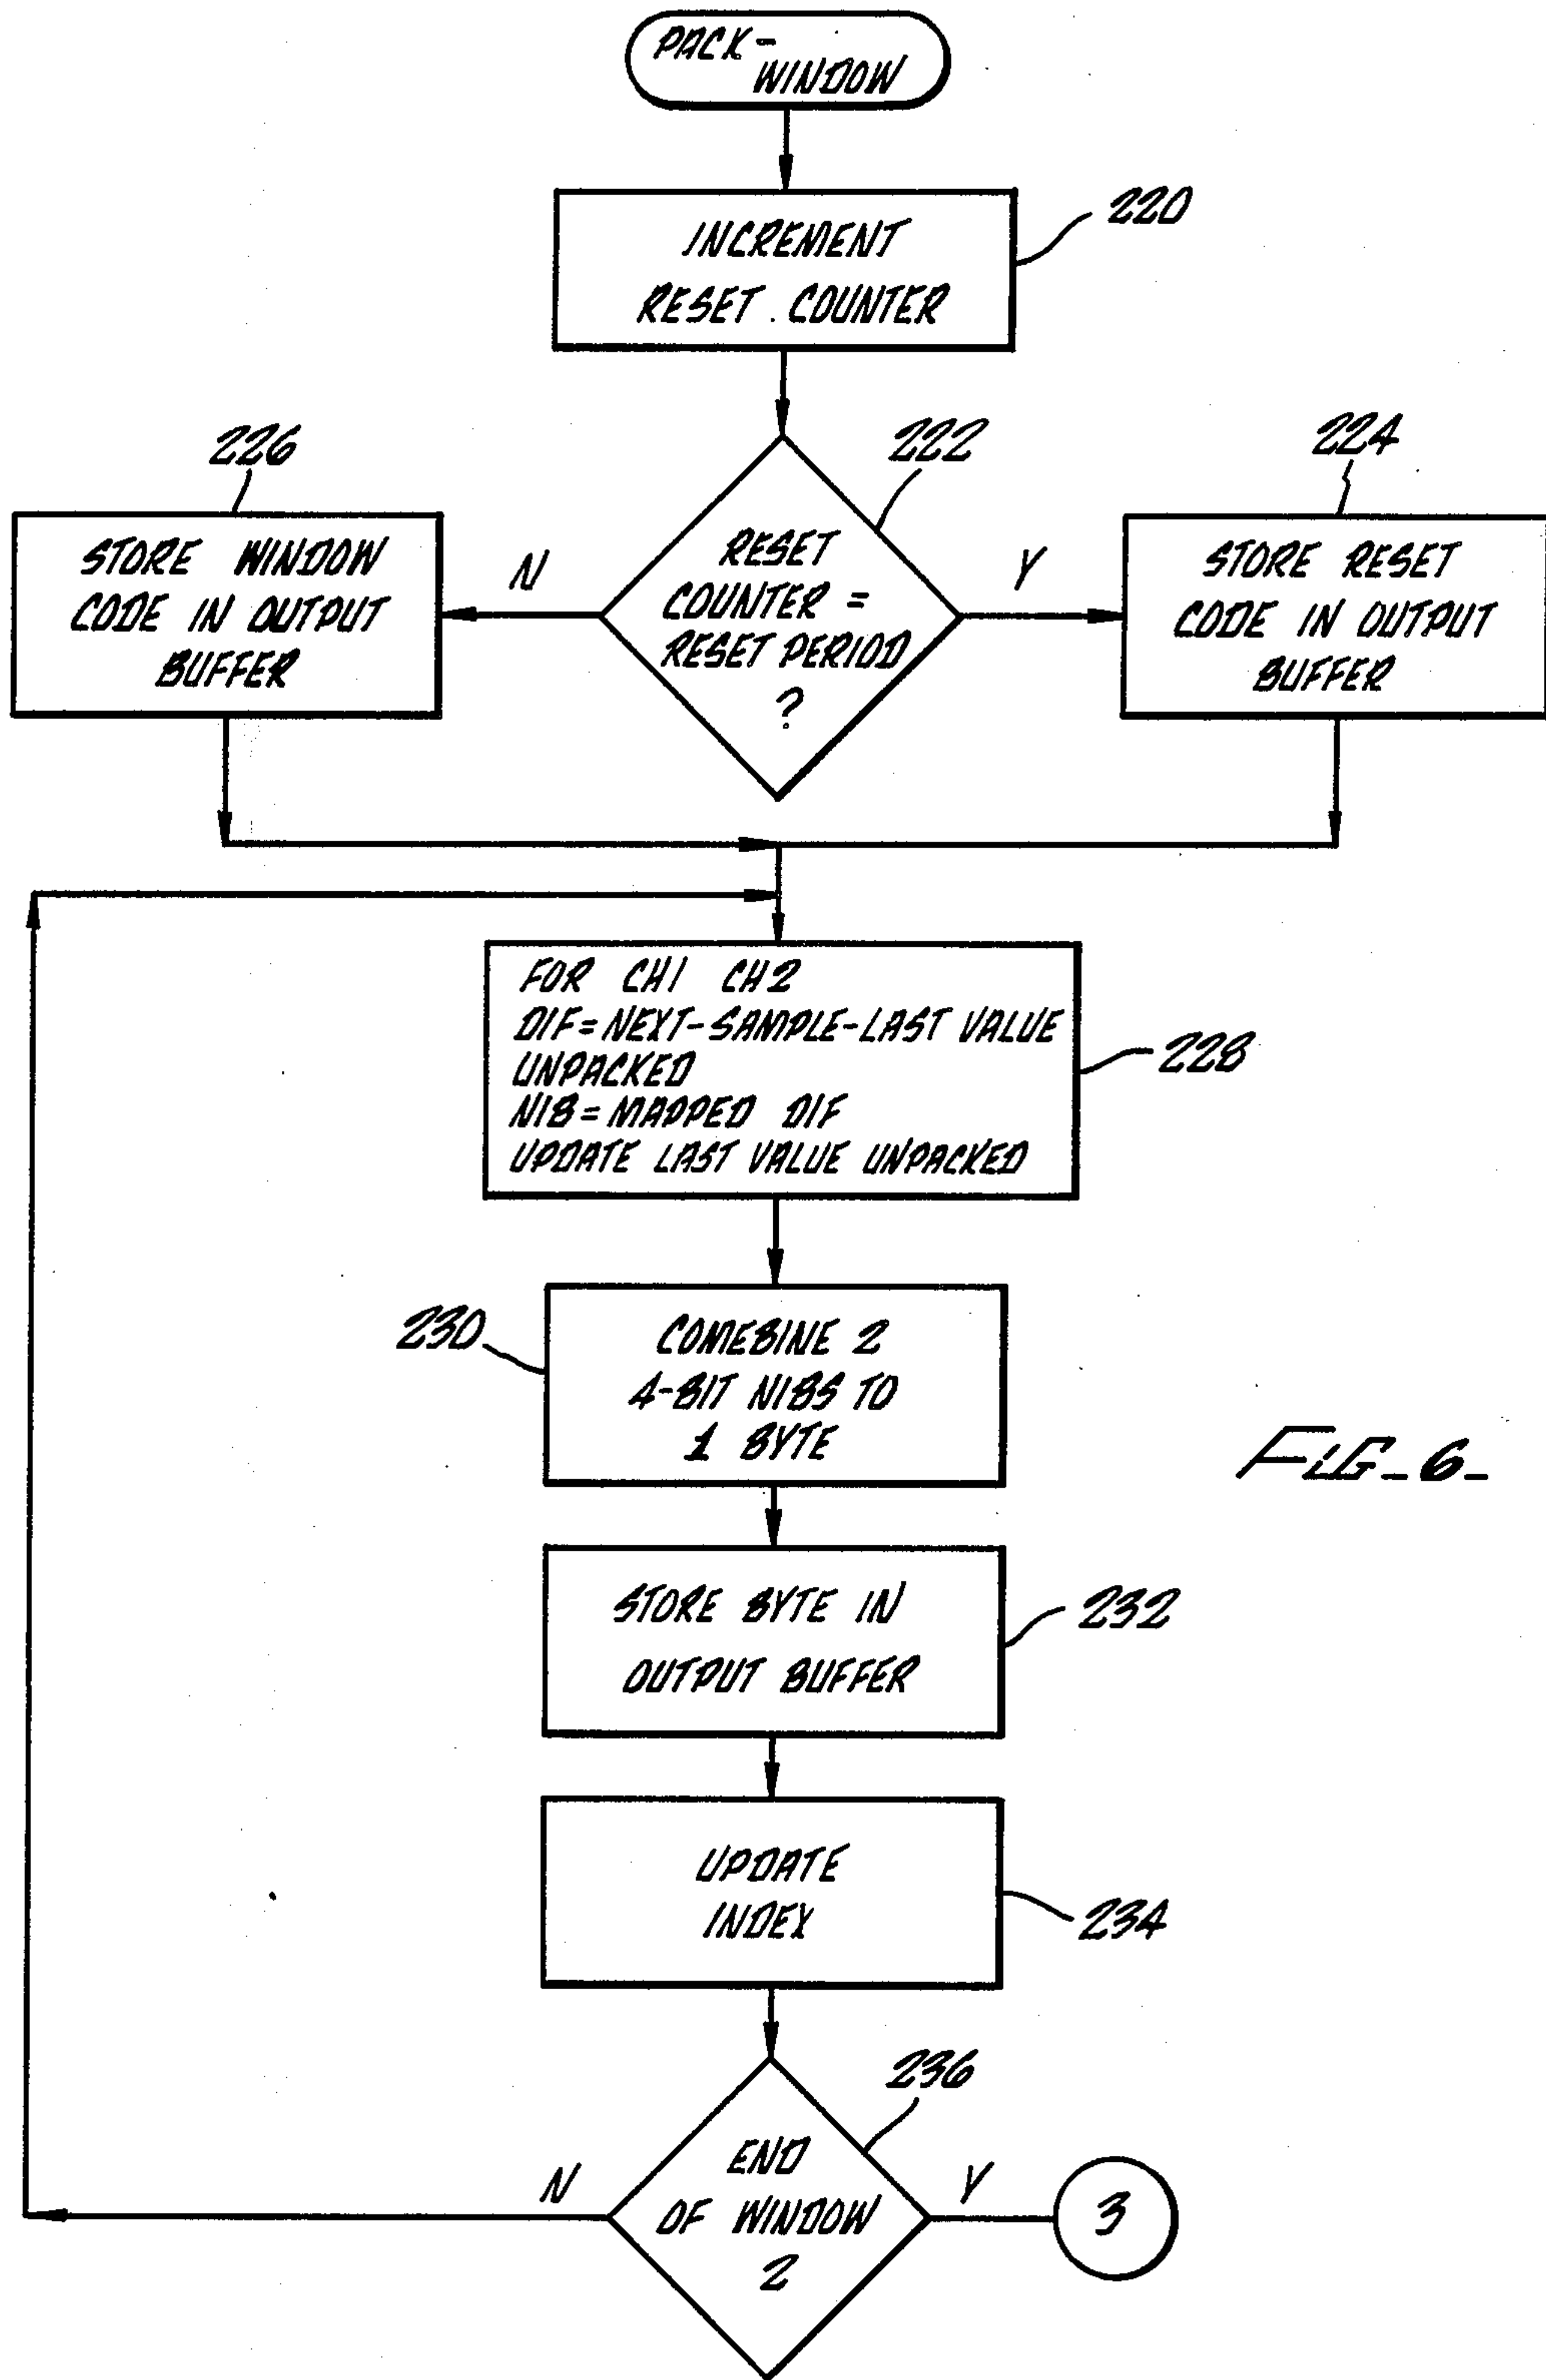 PACK-
WINDOW
INCREMENT
RESET COUNTER
220
222
RESET
COUNTER =
RESET PERIOD
?
N
Y
226
STORE WINDOW
CODE IN OUTPUT
BUFFER
224
STORE RESET
CODE IN OUTPUT
BUFFER
FOR CH1 CH2
DIF=NEXT-SAMPLE-LAST VALUE
UNPACKED
NIB=MAPPED DIF
UPDATE LAST VALUE UNPACKED
228
230
COMEBINE 2
4-BIT NIBS TO
1 BYTE
FIG_6_
STORE BYTE IN
OUTPUT BUFFER
232
UPDATE
INDEX
234
236
END
OF WINDOW
2
N
Y
3